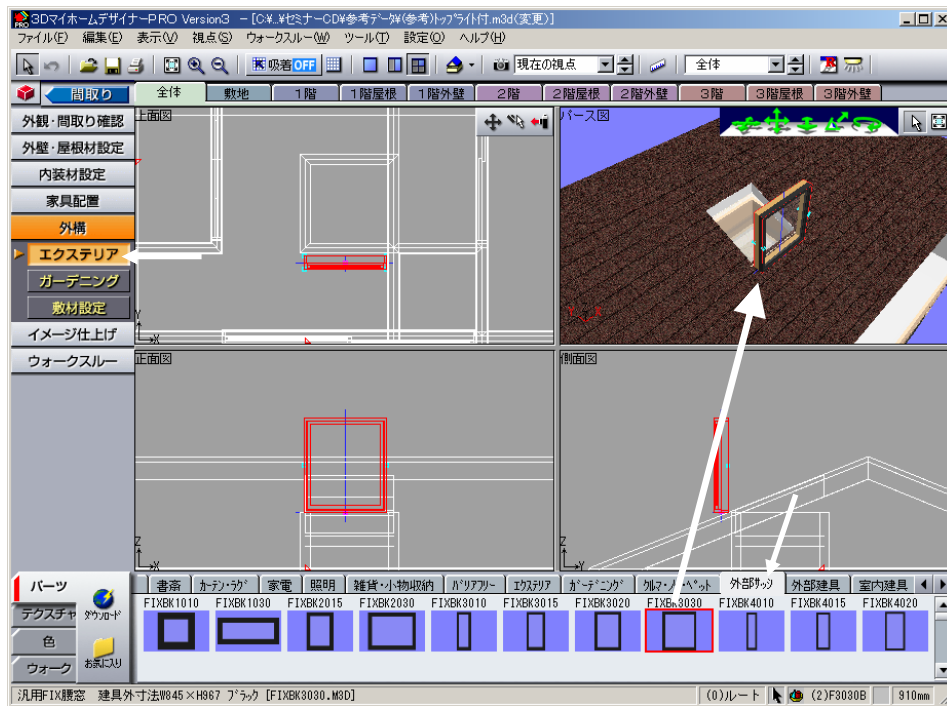 3DマイホームデザイナーPRO Version3 - [C:¥...¥セミナーCD¥参考データ¥(参考)トップライト付.m3d(変更)]
ファイル(F) 編集(E) 表示(V) 視点(S) ウォークスルー(W) ツール(T) 設定(O) ヘルプ(H)
吸着OFF 現在の視点 全体
間取り 全体 敷地 1階 1階屋根 1階外壁 2階 2階屋根 2階外壁 3階 3階屋根 3階外壁
外観・間取り確認
外壁・屋根材設定
内装材設定
家具配置
外構
エクステリア
ガーデニング
敷材設定
イメージ仕上げ
ウォークスルー
上面図
Y
X
パース図
Y Z X
正面図
Z
X
側面図
Z
Y
パーツ
テクスチャ
色
ウォーク
ダウンロード
お気に入り
書斎 カーテン・ラグ 家電 照明 雑貨・小物収納 バリアフリー エクステリア ガーデニング 外部サッシ 外部建具 室内建具
FIXBK1010 FIXBK1030 FIXBK2015 FIXBK2030 FIXBK3010 FIXBK3015 FIXBK3020 FIXBK3030 FIXBK4010 FIXBK4015 FIXBK4020
汎用FIX腰窓 建具外寸法W845×H967 ブラック [FIXBK3030.M3D] (0)ルート (2)F3030B 910mm